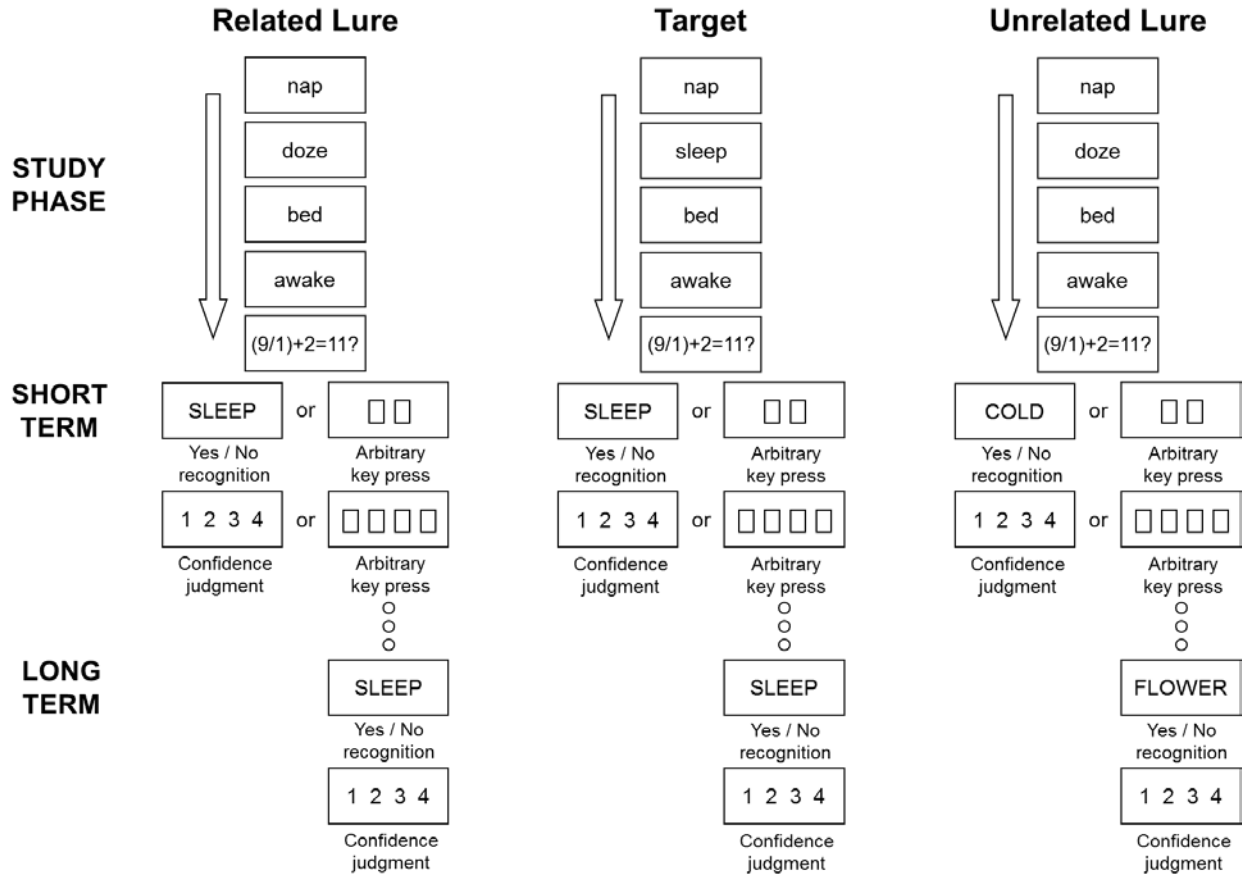 Related Lure Target Unrelated Lure
nap nap nap
STUDY PHASE
doze sleep doze
bed bed bed
awake awake awake
(9/1)+2=11? (9/1)+2=11? (9/1)+2=11?
SHORT TERM
SLEEP or SLEEP or COLD or
Yes / No Arbitrary Yes / No Arbitrary Yes / No Arbitrary
recognition key press recognition key press recognition key press
1 2 3 4 or 1 2 3 4 or 1 2 3 4 or
Confidence Arbitrary Confidence Arbitrary Confidence Arbitrary
judgment key press judgment key press judgment key press
LONG TERM
SLEEP SLEEP FLOWER
Yes / No Yes / No Yes / No
recognition recognition recognition
1 2 3 4 1 2 3 4 1 2 3 4
Confidence Confidence Confidence
judgment judgment judgment